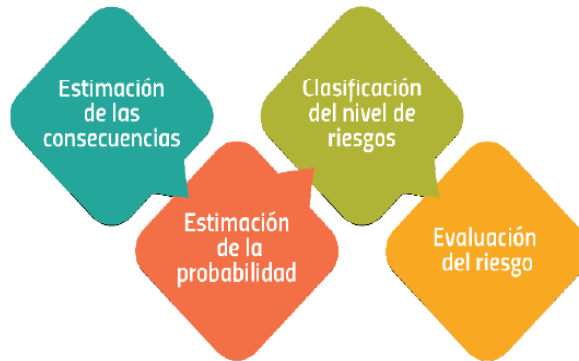 Estimación
de las
consecuencias
Estimación
de la
probabilidad
Clasificación
del nivel de
riesgos
Evaluación
del riesgo